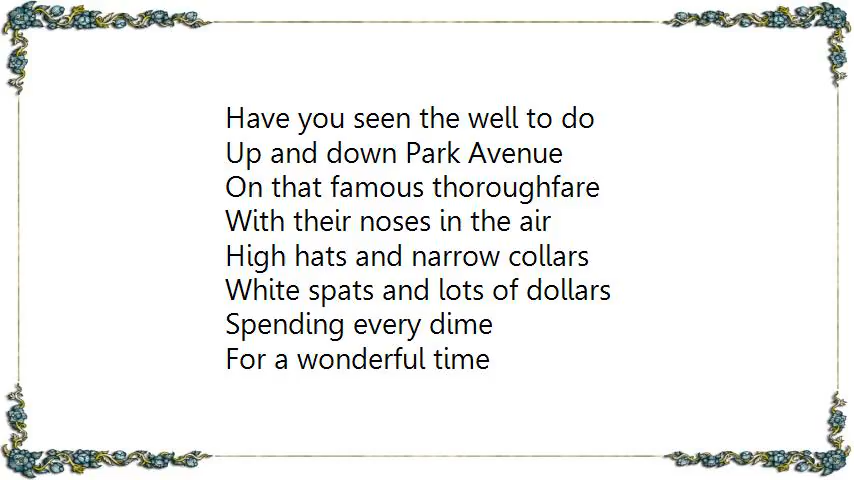 Have you seen the well to do
Up and down Park Avenue
On that famous thoroughfare
With their noses in the air
High hats and narrow collars
White spats and lots of dollars
Spending every dime
For a wonderful time